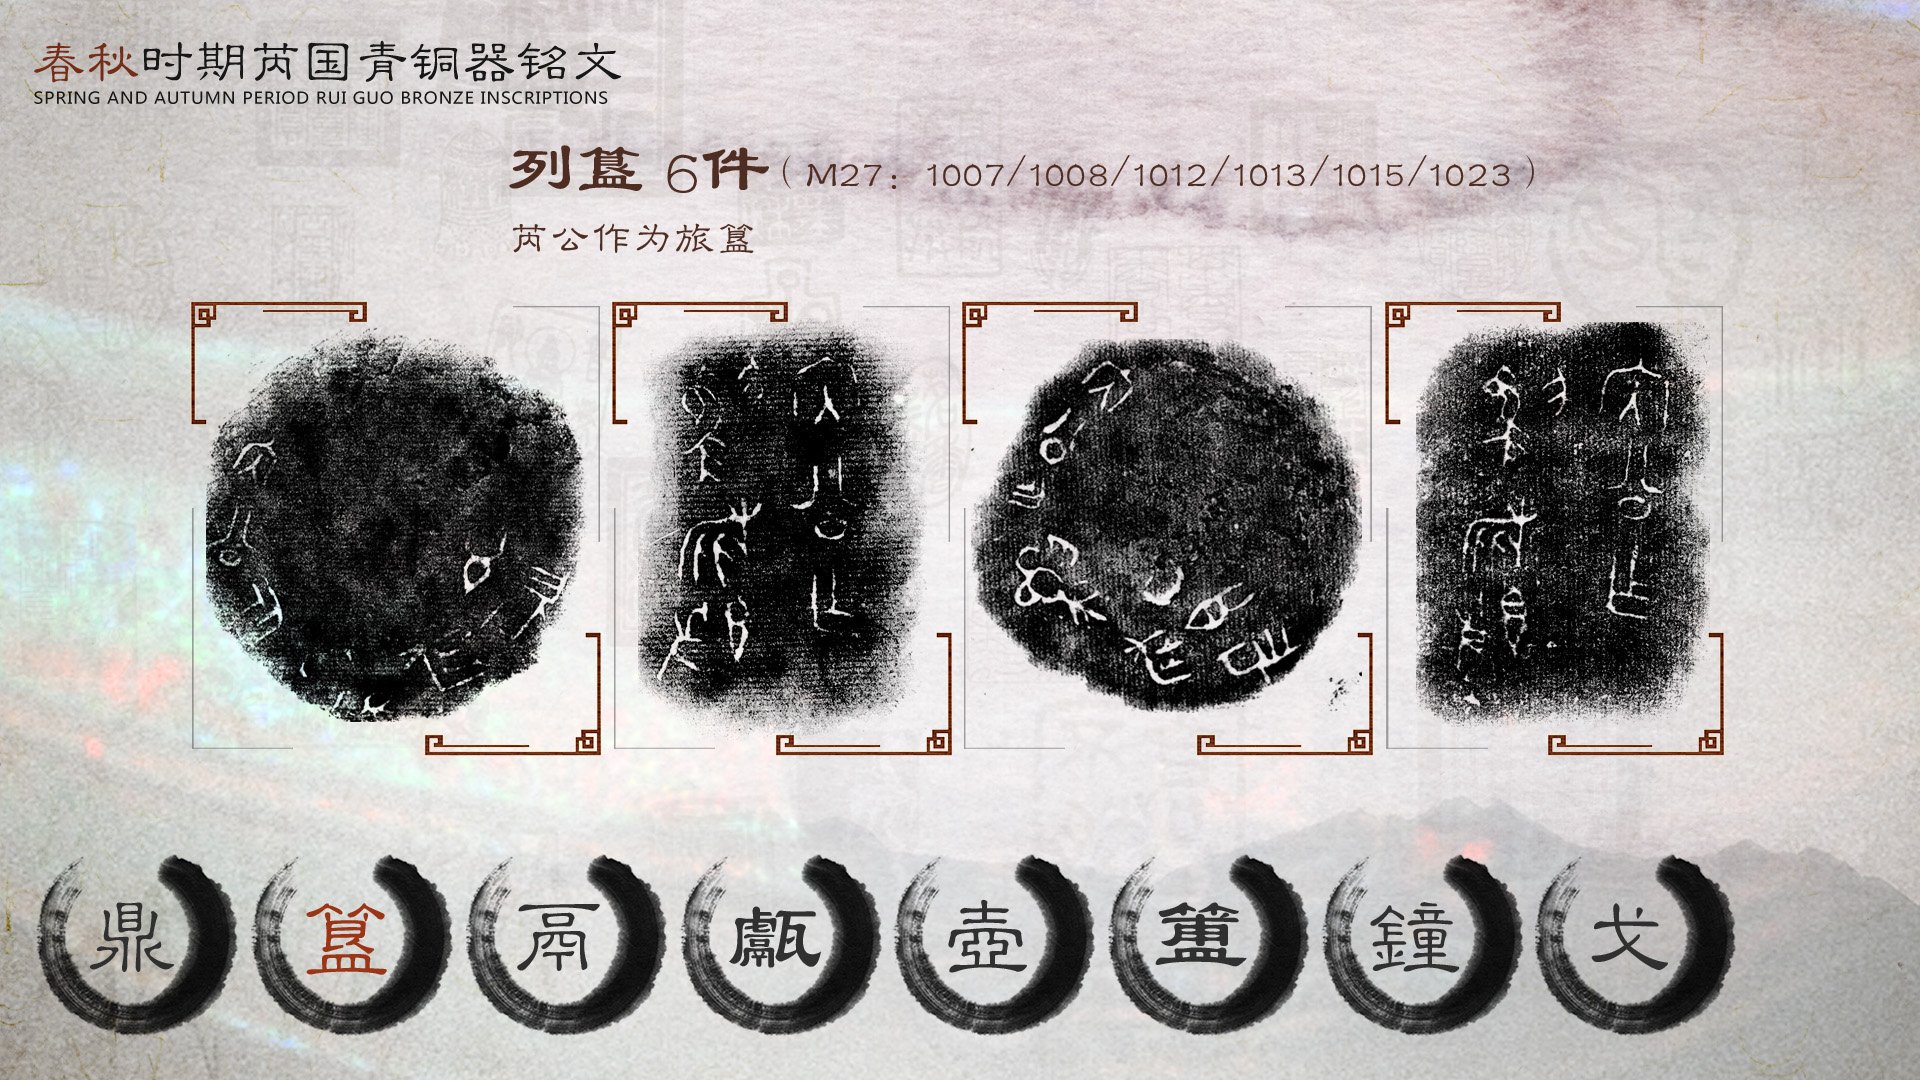 春秋时期芮国青铜器铭文
SPRING AND AUTUMN PERIOD RUI GUO BRONZE INSCRIPTIONS
列簋 6件（M27：1007/1008/1012/1013/1015/1023）
芮公作为旅簋
鼎
簋
鬲
甗
壺
簠
鐘
戈